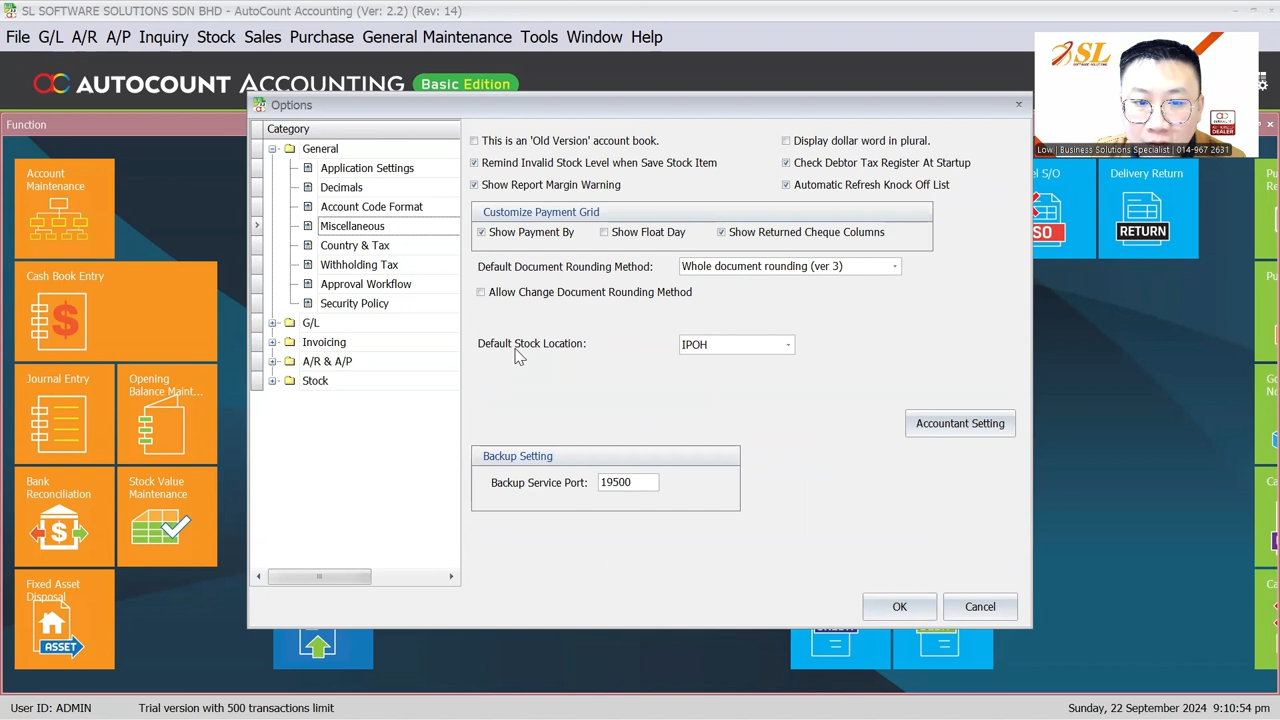 SL SOFTWARE SOLUTIONS SDN BHD - AutoCount Accounting (Ver: 2.2) (Rev: 14)
File G/L A/R A/P Inquiry Stock Sales Purchase General Maintenance Tools Window Help
AUTOCOUNT ACCOUNTING Basic Edition
SL
SOFTWARE SOLUTIONS
Low | Business Solutions Specialist | 014-967 2631
Function
Options
Account
Maintenance
Cash Book Entry
Journal Entry
Opening
Balance Maint...
Bank
Reconciliation
Stock Value
Maintenance
Fixed Asset
Disposal
ASSET
Category
General
Application Settings
Decimals
Account Code Format
Miscellaneous
Country & Tax
Withholding Tax
Approval Workflow
Security Policy
G/L
Invoicing
A/R & A/P
Stock
This is an 'Old Version' account book.
Display dollar word in plural.
Remind Invalid Stock Level when Save Stock Item
Check Debtor Tax Register At Startup
Show Report Margin Warning
Automatic Refresh Knock Off List
Customize Payment Grid
Show Payment By Show Float Day Show Returned Cheque Columns
Default Document Rounding Method: Whole document rounding (ver 3)
Allow Change Document Rounding Method
Default Stock Location: IPOH
Accountant Setting
Backup Setting
Backup Service Port: 19500
OK Cancel
S/O
SO
Delivery Return
RETURN
User ID: ADMIN
Trial version with 500 transactions limit
Sunday, 22 September 2024 9:10:54 pm